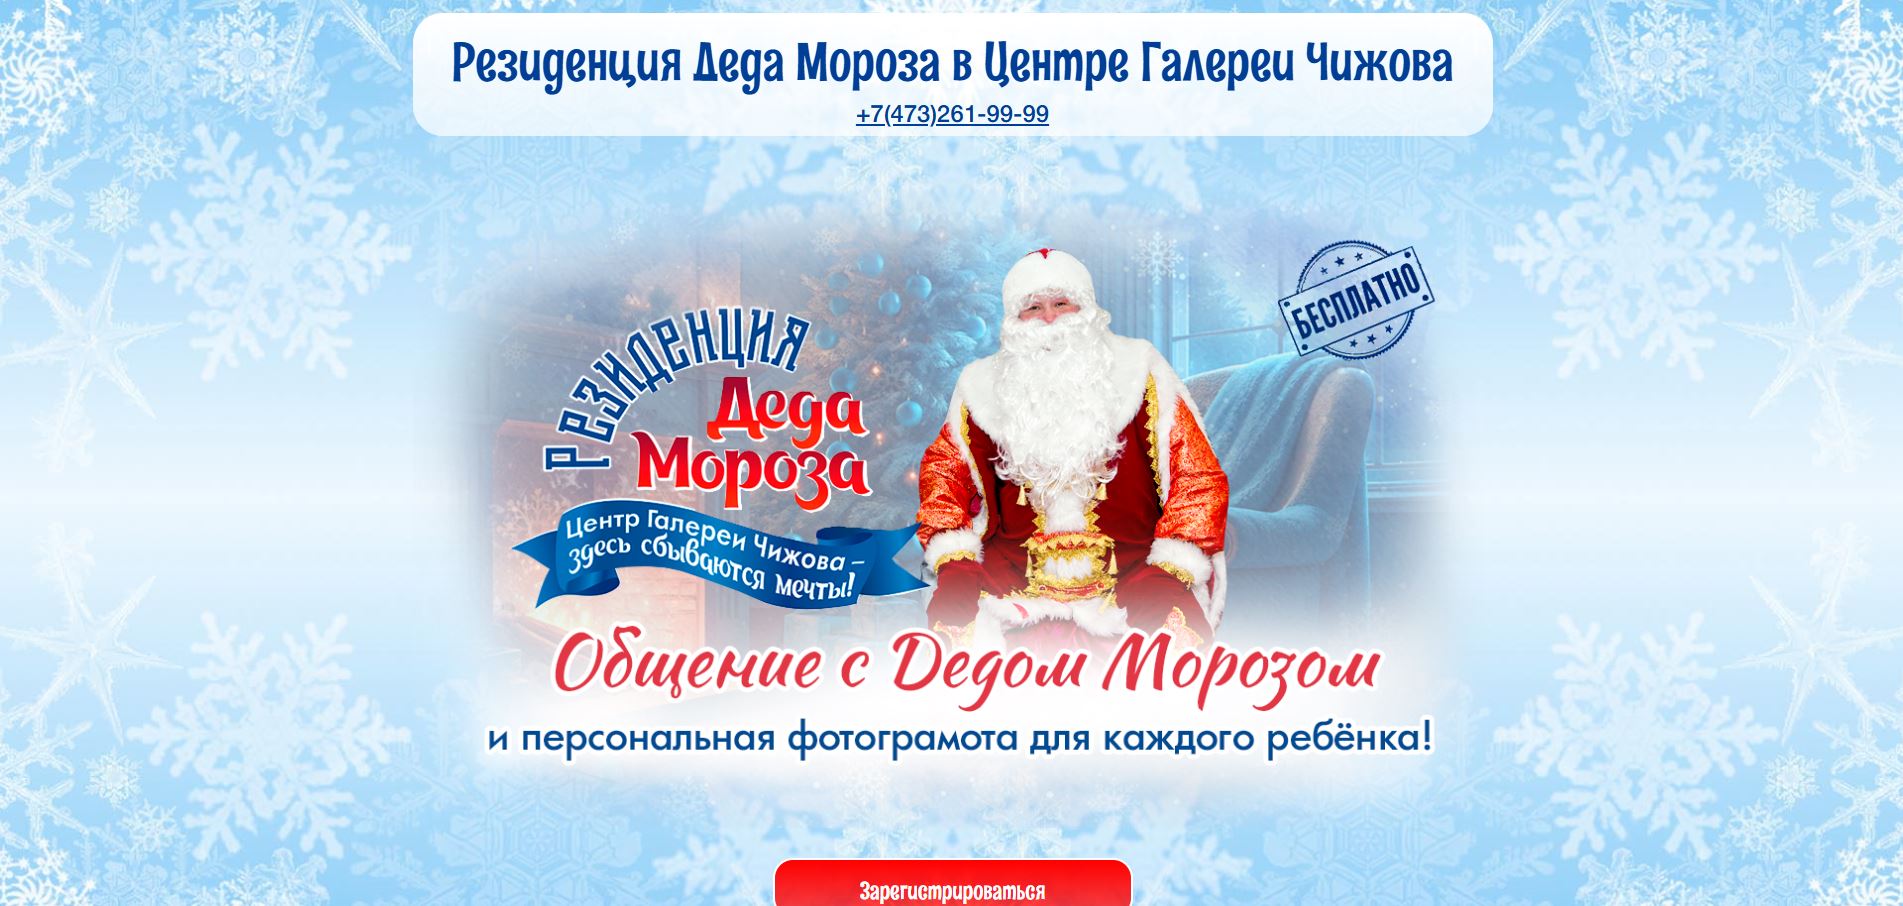 Резиденция Деда Мороза в Центре Галереи Чижова
+7(473)261-99-99
БЕСПЛАТНО
РЕЗИДЕНЦИЯ
Деда
Мороза
Центр Галереи Чижова –
здесь сбываются мечты!
Общение с Дедом Морозом
и персональная фотограмота для каждого ребёнка!
Зарегистрироваться